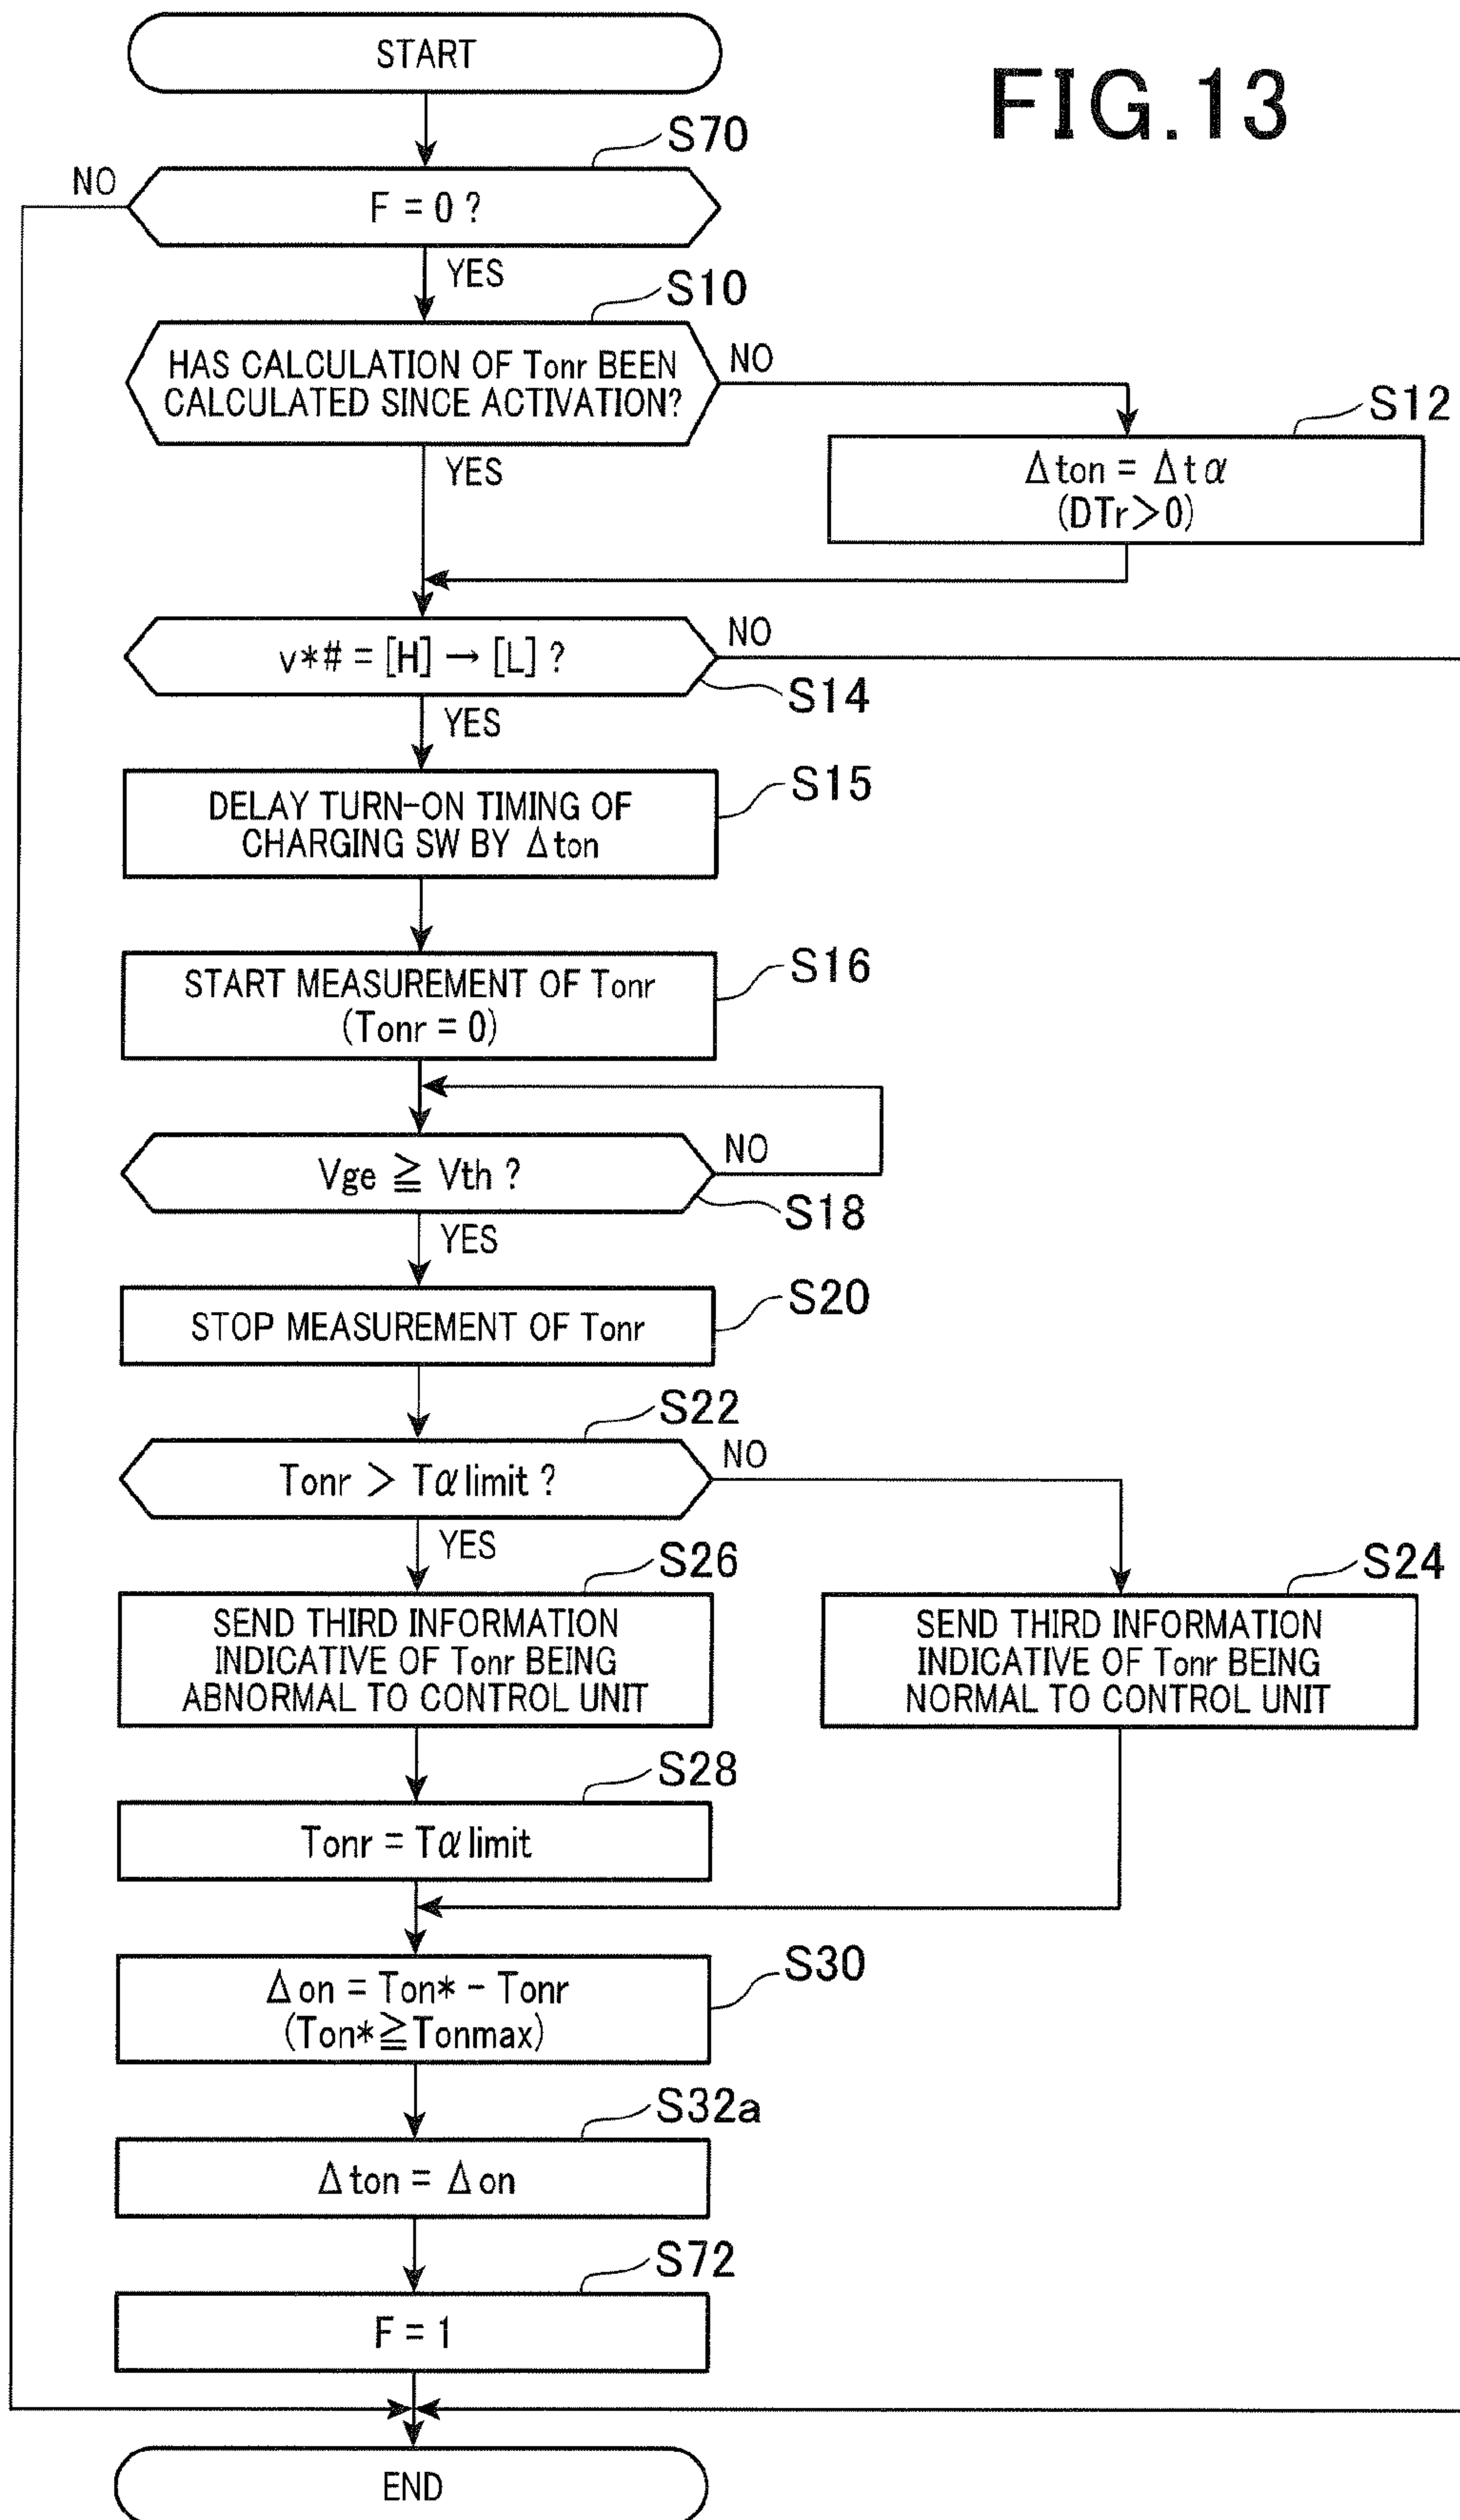 START
FIG.13
S70
NO
F = 0 ?
YES
S10
HAS CALCULATION OF Tonr BEEN
CALCULATED SINCE ACTIVATION?
NO
S12
YES
Δton = Δtα
(DTr>0)
v*# = [H] → [L] ?
NO
S14
YES
S15
DELAY TURN-ON TIMING OF
CHARGING SW BY Δton
S16
START MEASUREMENT OF Tonr
(Tonr = 0)
Vge ≧ Vth ?
NO
S18
YES
S20
STOP MEASUREMENT OF Tonr
S22
Tonr > Tαlimit ?
NO
YES
S26
S24
SEND THIRD INFORMATION
INDICATIVE OF Tonr BEING
ABNORMAL TO CONTROL UNIT
SEND THIRD INFORMATION
INDICATIVE OF Tonr BEING
NORMAL TO CONTROL UNIT
S28
Tonr = Tαlimit
S30
Δon = Ton* - Tonr
(Ton*≧Tonmax)
S32a
Δton = Δon
S72
F = 1
END